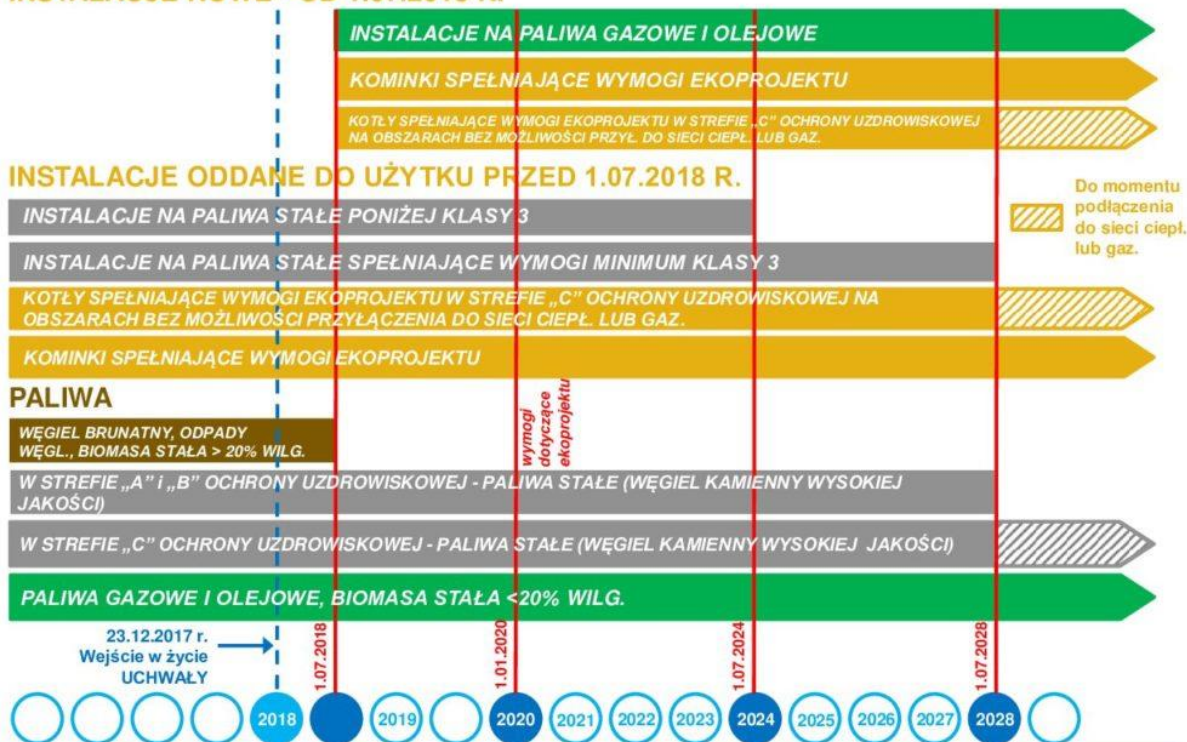 INSTALACJE NA PALIWA GAZOWE I OLEJOWE
KOMINKI SPEŁNIAJĄCE WYMOGI EKOPROJEKTU
KOTŁY SPEŁNIAJĄCE WYMOGI EKOPROJEKTU W STREFIE „C” OCHRONY UZDROWISKOWEJ
NA OBSZARACH BEZ MOŻLIWOŚCI PRZYŁ. DO SIECI CIEPŁ. LUB GAZ.
INSTALACJE ODDANE DO UŻYTKU PRZED 1.07.2018 R.
INSTALACJE NA PALIWA STAŁE PONIŻEJ KLASY 3
INSTALACJE NA PALIWA STAŁE SPEŁNIAJĄCE WYMOGI MINIMUM KLASY 3
Do momentu
podłączenia
do sieci ciepł.
lub gaz.
KOTŁY SPEŁNIAJĄCE WYMOGI EKOPROJEKTU W STREFIE „C” OCHRONY UZDROWISKOWEJ NA
OBSZARACH BEZ MOŻLIWOŚCI PRZYŁĄCZENIA DO SIECI CIEPŁ. LUB GAZ.
KOMINKI SPEŁNIAJĄCE WYMOGI EKOPROJEKTU
PALIWA
wymogi
dotyczące
ekoprojektu
WĘGIEL BRUNATNY, ODPADY
WĘGL., BIOMASA STAŁA > 20% WILG.
W STREFIE „A” i „B” OCHRONY UZDROWISKOWEJ - PALIWA STAŁE (WĘGIEL KAMIENNY WYSOKIEJ
JAKOŚCI)
W STREFIE „C” OCHRONY UZDROWISKOWEJ - PALIWA STAŁE (WĘGIEL KAMIENNY WYSOKIEJ JAKOŚCI)
PALIWA GAZOWE I OLEJOWE, BIOMASA STAŁA <20% WILG.
23.12.2017 r.
Wejście w życie
UCHWAŁY
1.07.2018
1.01.2020
1.07.2024
1.07.2028
2018 2019 2020 2021 2022 2023 2024 2025 2026 2027 2028